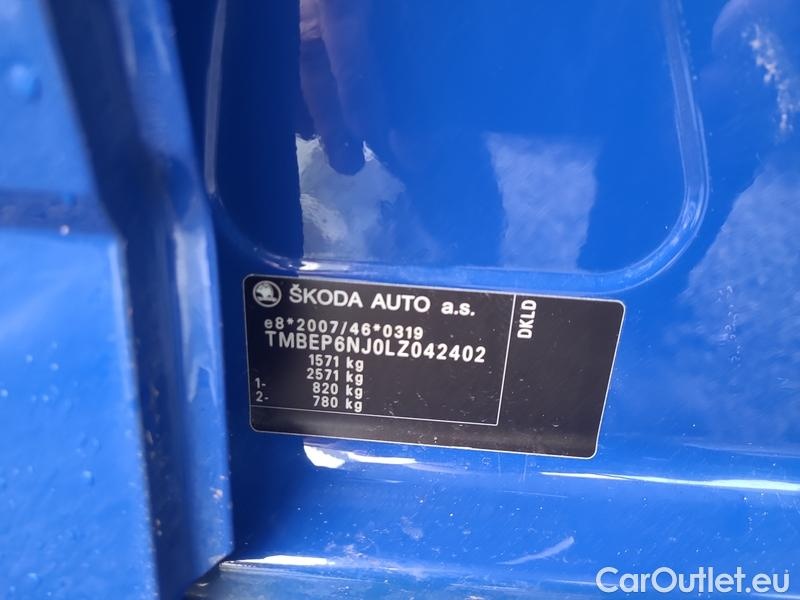 ŠKODA AUTO a.s.
e8*2007/46*0319
TMBEP6NJ0LZ042402
1571 kg
2571 kg
1- 820 kg
2- 780 kg
DKLD
CarOutlet.eu